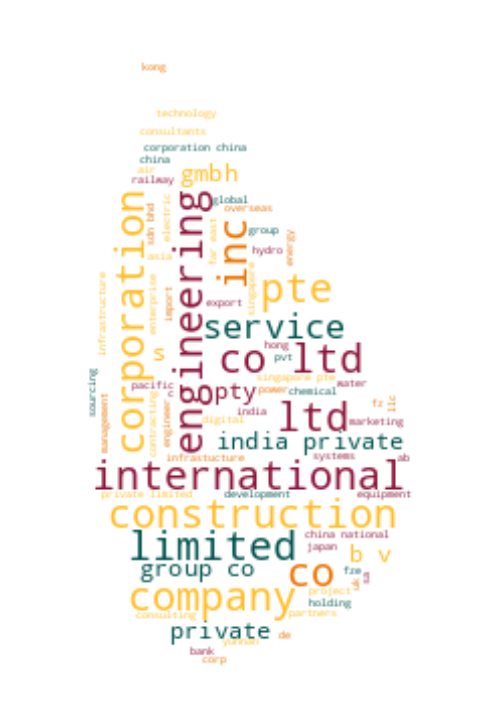 kong
technology
consultants
corporation china
china
air
railway
gmbh
corporation
engineering
sdn bhd
electric
global
overseas
far east
inc
group
energy
hydro
asia
infrastructure
enterprise
import
export
singapore
pte
service
s
co ltd
hong
pvt
sourcing
pacific
n
pty
singapore pte
power
chemical
water
management
contracting
engineer
digital
india
ltd
fz
llc
marketing
india private
infrastucture
systems
ab
international
private limited
development
equipment
construction
limited
china national
japan
b v
group co
co
fze
uk
sa
company
project
holding
consulting
partners
private
de
yunnan
bank
corp